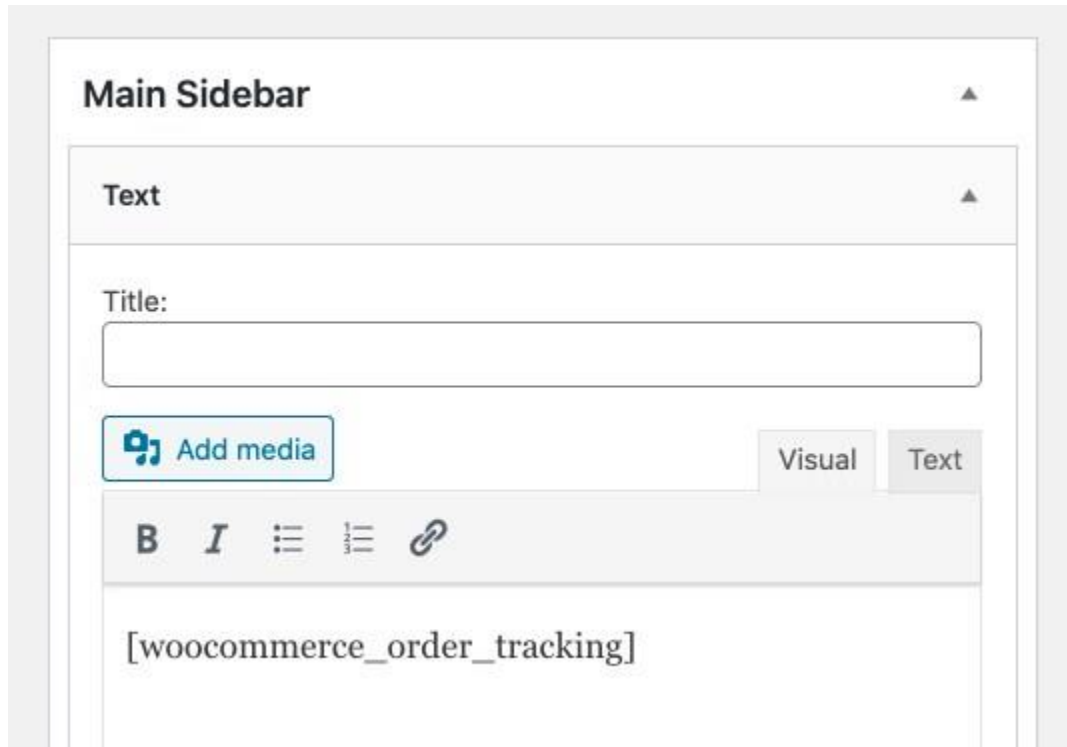 Main Sidebar
Text
Title:
Add media
Visual Text
B I
[woocommerce_order_tracking]